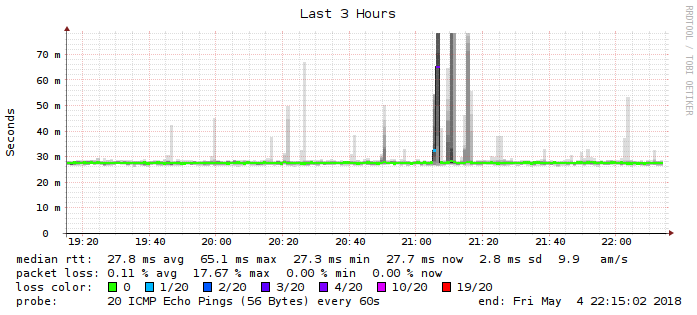 Last 3 Hours
RRDTOOL / TOBI OETIKER
Seconds
70 m
60 m
50 m
40 m
30 m
20 m
10 m
0
19:20 19:40 20:00 20:20 20:40 21:00 21:20 21:40 22:00
median rtt: 27.8 ms avg 65.1 ms max 27.3 ms min 27.7 ms now 2.8 ms sd 9.9 am/s
packet loss: 0.11 % avg 17.67 % max 0.00 % min 0.00 % now
loss color: 0 1/20 2/20 3/20 4/20 10/20 19/20
probe: 20 ICMP Echo Pings (56 Bytes) every 60s end: Fri May 4 22:15:02 2018